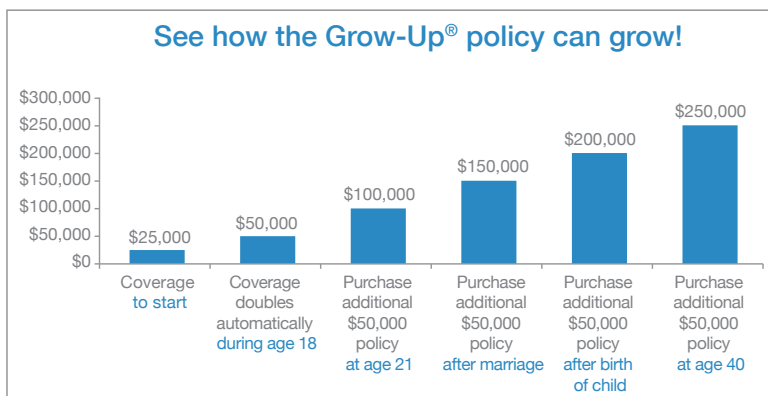 See how the Grow-Up® policy can grow!
$300,000
$250,000
$200,000
$150,000
$100,000
$50,000
$0
$25,000
$50,000
$100,000
$150,000
$200,000
$250,000
Coverage
to start
Coverage
doubles
automatically
during age 18
Purchase
additional
$50,000
policy
at age 21
Purchase
additional
$50,000
policy
after marriage
Purchase
additional
$50,000
policy
after birth
of child
Purchase
additional
$50,000
policy
at age 40